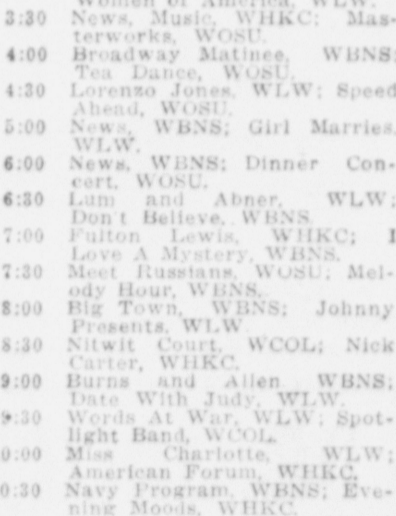 Women of America, WLW.
3:30 News, Music, WHKC; Mas-
terworks, WOSU.
4:00 Broadway Matinee, WBNS;
Tea Dance, WOSU.
4:30 Lorenzo Jones, WLW; Speed
Ahead, WOSU.
5:00 News, WBNS; Girl Marries,
WLW.
6:00 News, WBNS; Dinner Con-
cert, WOSU.
6:30 Lum and Abner, WLW;
Don't Believe, WBNS.
7:00 Fulton Lewis, WHKC; I
Love A Mystery, WBNS.
7:30 Meet Russians, WOSU; Mel-
ody Hour, WBNS.
8:00 Big Town, WBNS; Johnny
Presents, WLW.
8:30 Nitwit Court, WCOL; Nick
Carter, WHKC.
9:00 Burns and Allen WBNS;
Date With Judy, WLW.
9:30 Words At War, WLW; Spot-
light Band, WCOL.
0:00 Miss Charlotte, WLW;
American Forum, WHKC.
0:30 Navy Program, WBNS; Eve-
ning Moods, WHKC.